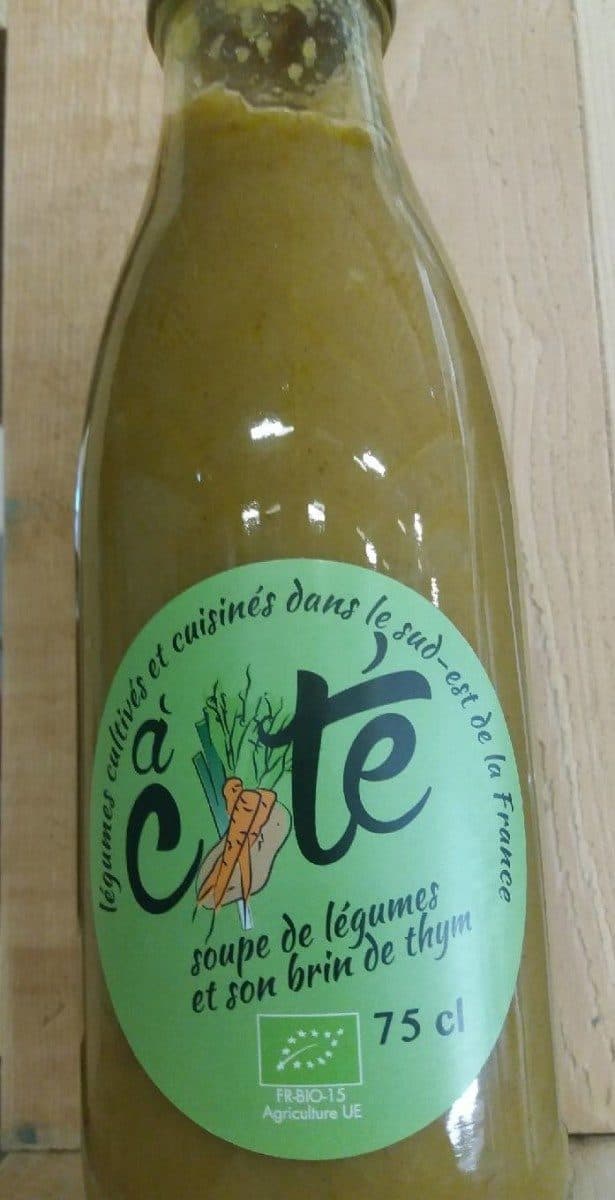 légumes cultivés et cuisinés dans le sud-est de la France
à
côté
soupe de légumes
et son brin de thym
75 cl
FR-BIO-15
Agriculture UE